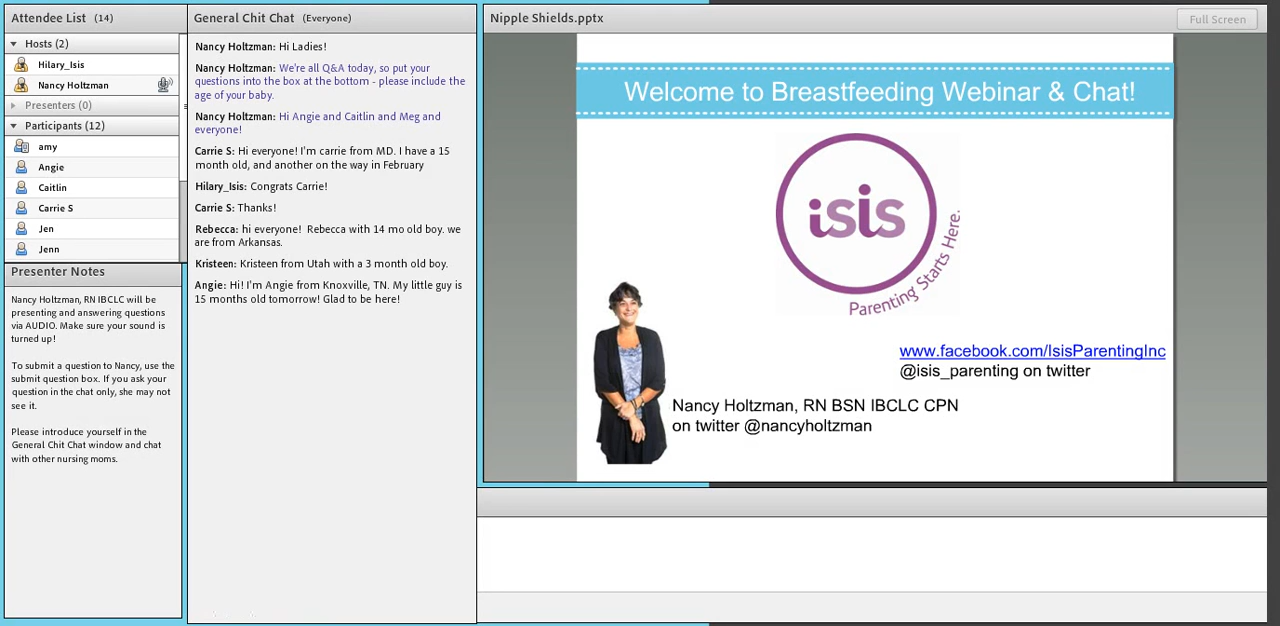 Attendee List (14)
Hosts (2)
Hilary_Isis
Nancy Holtzman
Presenters (0)
Participants (12)
amy
Angie
Caitlin
Carrie S
Jen
Jenn
Presenter Notes
Nancy Holtzman, RN IBCLC will be
presenting and answering questions
via AUDIO. Make sure your sound is
turned up!
To submit a question to Nancy, use the
submit question box. If you ask your
question in the chat only, she may not
see it.
Please introduce yourself in the
General Chit Chat window and chat
with other nursing moms.
General Chit Chat (Everyone)
Nancy Holtzman: Hi Ladies!
Nancy Holtzman: We're all Q&A today, so put your
questions into the box at the bottom - please include the
age of your baby.
Nancy Holtzman: Hi Angie and Caitlin and Meg and
everyone!
Carrie S: Hi everyone! I'm carrie from MD. I have a 15
month old, and another on the way in February
Hilary_Isis: Congrats Carrie!
Carrie S: Thanks!
Rebecca: hi everyone! Rebecca with 14 mo old boy. we
are from Arkansas.
Kristeen: Kristeen from Utah with a 3 month old boy.
Angie: Hi! I'm Angie from Knoxville, TN. My little guy is
15 months old tomorrow! Glad to be here!
Nipple Shields.pptx
Full Screen
Welcome to Breastfeeding Webinar & Chat!
isis
Parenting Starts Here.
www.facebook.com/IsisParentingInc
@isis_parenting on twitter
Nancy Holtzman, RN BSN IBCLC CPN
on twitter @nancyholtzman